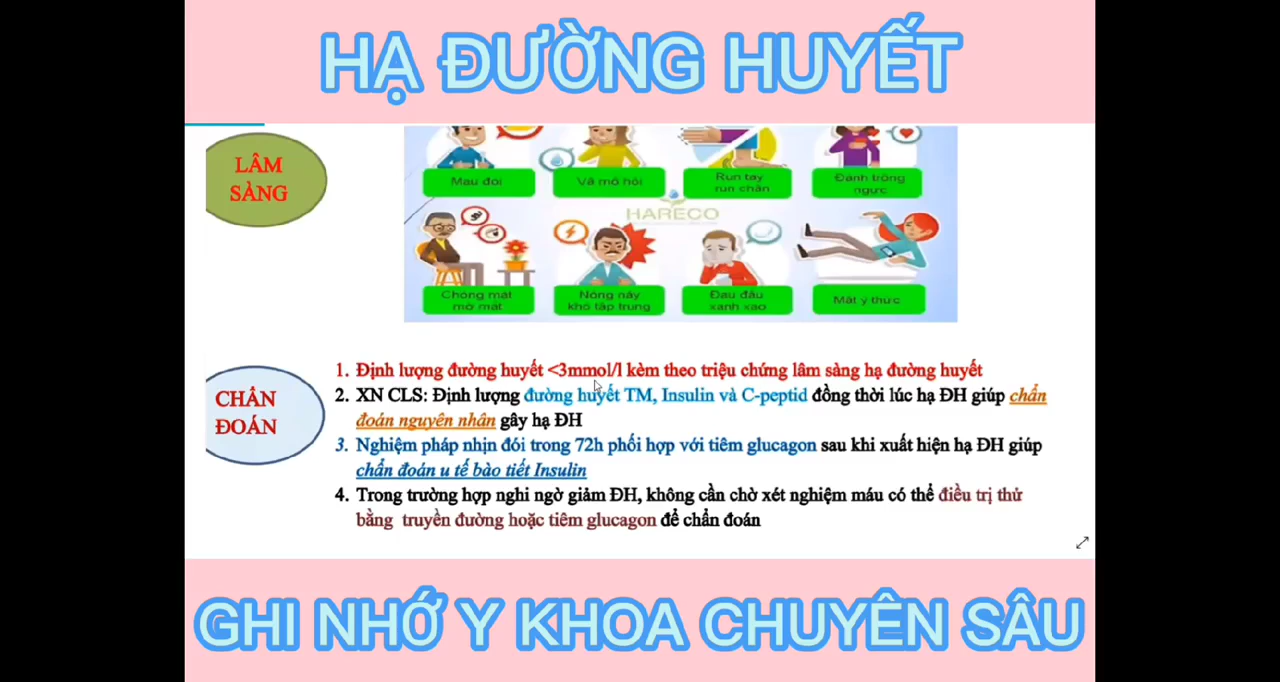 HẠ ĐƯỜNG HUYẾT
LÂM
SÀNG
Mau đói
Vã mồ hôi
Run tay
run chân
Đánh trống
ngực
HARECO
Chóng mặt
mờ mắt
Nóng nảy
khó tập trung
Đau đầu
xanh xao
Mất ý thức
CHẨN
ĐOÁN
1. Định lượng đường huyết <3mmol/l kèm theo triệu chứng lâm sàng hạ đường huyết
2. XN CLS: Định lượng đường huyết TM, Insulin và C-peptid đồng thời lúc hạ ĐH giúp chẩn
đoán nguyên nhân gây hạ ĐH
3. Nghiệm pháp nhịn đói trong 72h phối hợp với tiêm glucagon sau khi xuất hiện hạ ĐH giúp
chẩn đoán u tế bào tiết Insulin
4. Trong trường hợp nghi ngờ giảm ĐH, không cần chờ xét nghiệm máu có thể điều trị thử
bằng truyền đường hoặc tiêm glucagon để chẩn đoán
GHI NHỚ Y KHOA CHUYÊN SÂU